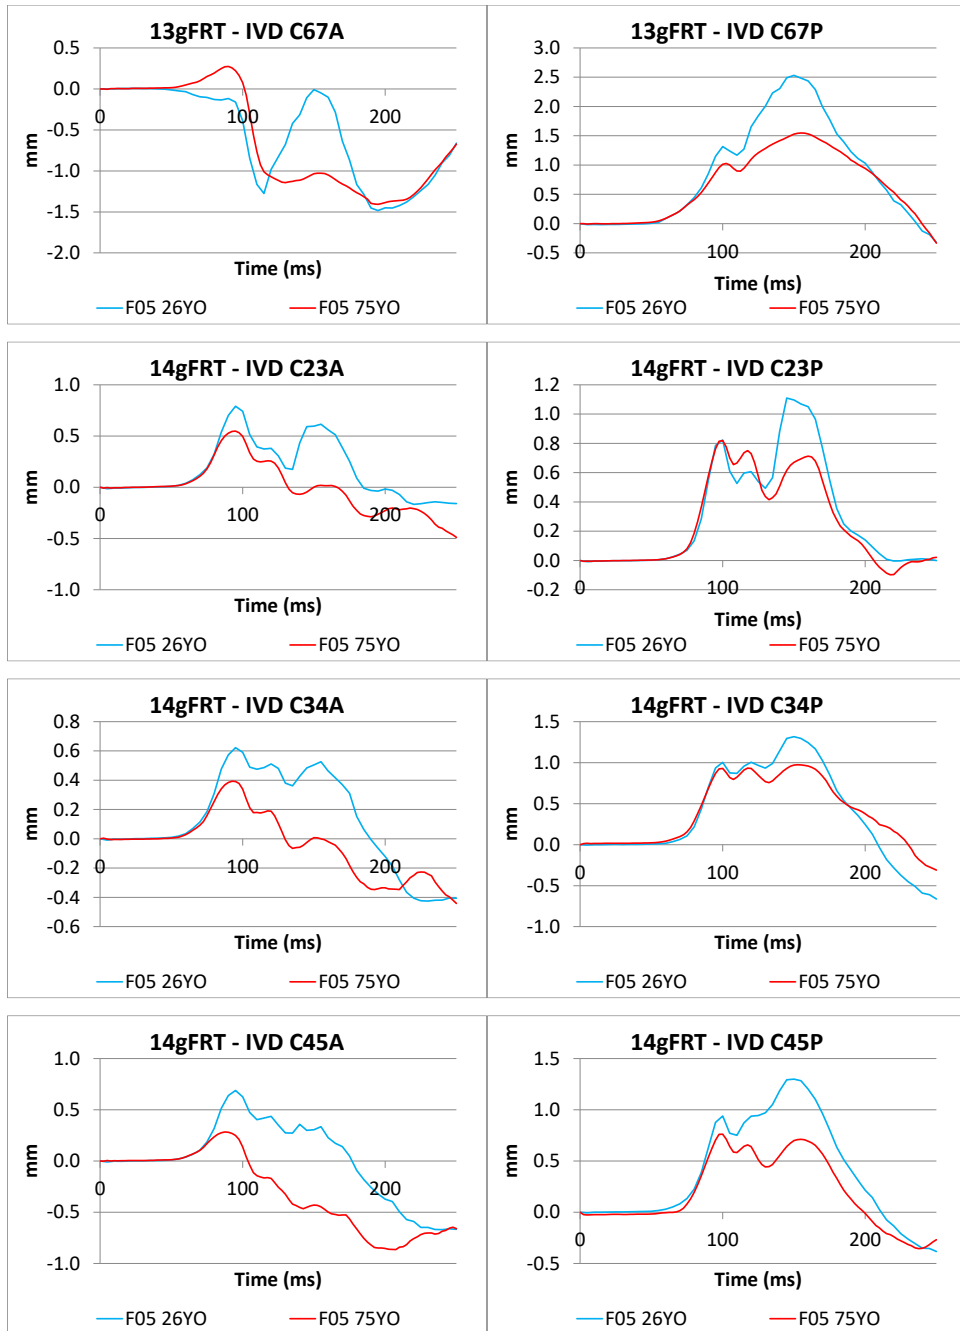 13gFRT - IVD C67A
0.5
0.0
-0.5
-1.0
-1.5
-2.0
mm
0 100 200
Time (ms)
F05 26YO F05 75YO
13gFRT - IVD C67P
3.0
2.5
2.0
1.5
1.0
0.5
0.0
-0.5
mm
0 100 200
Time (ms)
F05 26YO F05 75YO
14gFRT - IVD C23A
1.0
0.5
0.0
-0.5
-1.0
mm
0 100 200
Time (ms)
F05 26YO F05 75YO
14gFRT - IVD C23P
1.2
1.0
0.8
0.6
0.4
0.2
0.0
-0.2
mm
0 100 200
Time (ms)
F05 26YO F05 75YO
14gFRT - IVD C34A
0.8
0.6
0.4
0.2
0.0
-0.2
-0.4
-0.6
mm
0 100 200
Time (ms)
F05 26YO F05 75YO
14gFRT - IVD C34P
1.5
1.0
0.5
0.0
-0.5
-1.0
mm
0 100 200
Time (ms)
F05 26YO F05 75YO
14gFRT - IVD C45A
1.0
0.5
0.0
-0.5
-1.0
mm
0 100 200
Time (ms)
F05 26YO F05 75YO
14gFRT - IVD C45P
1.5
1.0
0.5
0.0
-0.5
mm
0 100 200
Time (ms)
F05 26YO F05 75YO